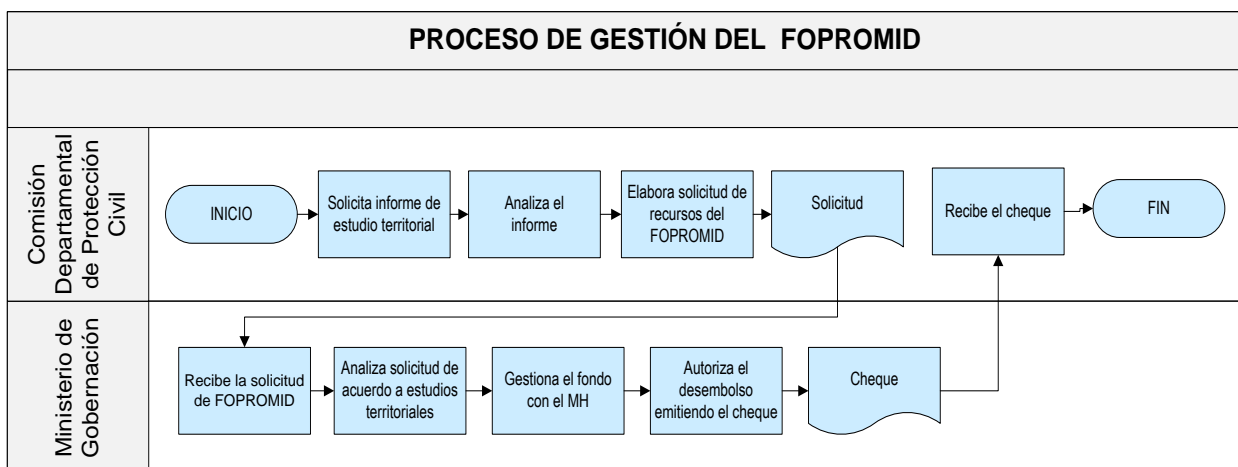 PROCESO DE GESTIÓN DEL FOPROMID
Comisión
Departamental
de Protección
Civil
INICIO
Solicita informe de
estudio territorial
Analiza el
informe
Elabora solicitud de
recursos del
FOPROMID
Solicitud
Recibe el cheque
FIN
Ministerio de
Gobernación
Recibe la solicitud
de FOPROMID
Analiza solicitud de
acuerdo a estudios
territoriales
Gestiona el fondo
con el MH
Autoriza el
desembolso
emitiendo el cheque
Cheque